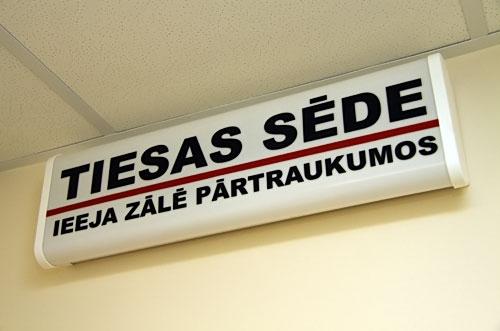 TIESAS SĒDE
IEEJA ZĀLĒ PĀRTRAUKUMOS